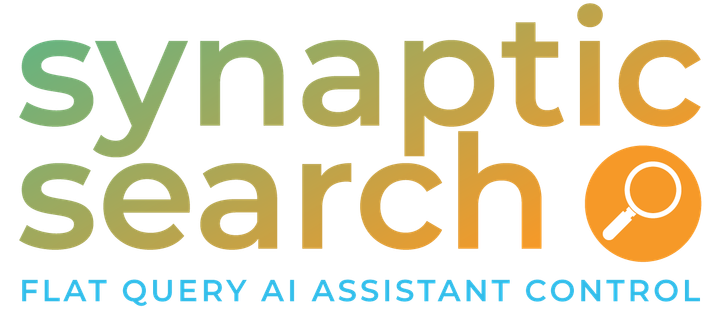 synaptic
search
FLAT QUERY AI ASSISTANT CONTROL